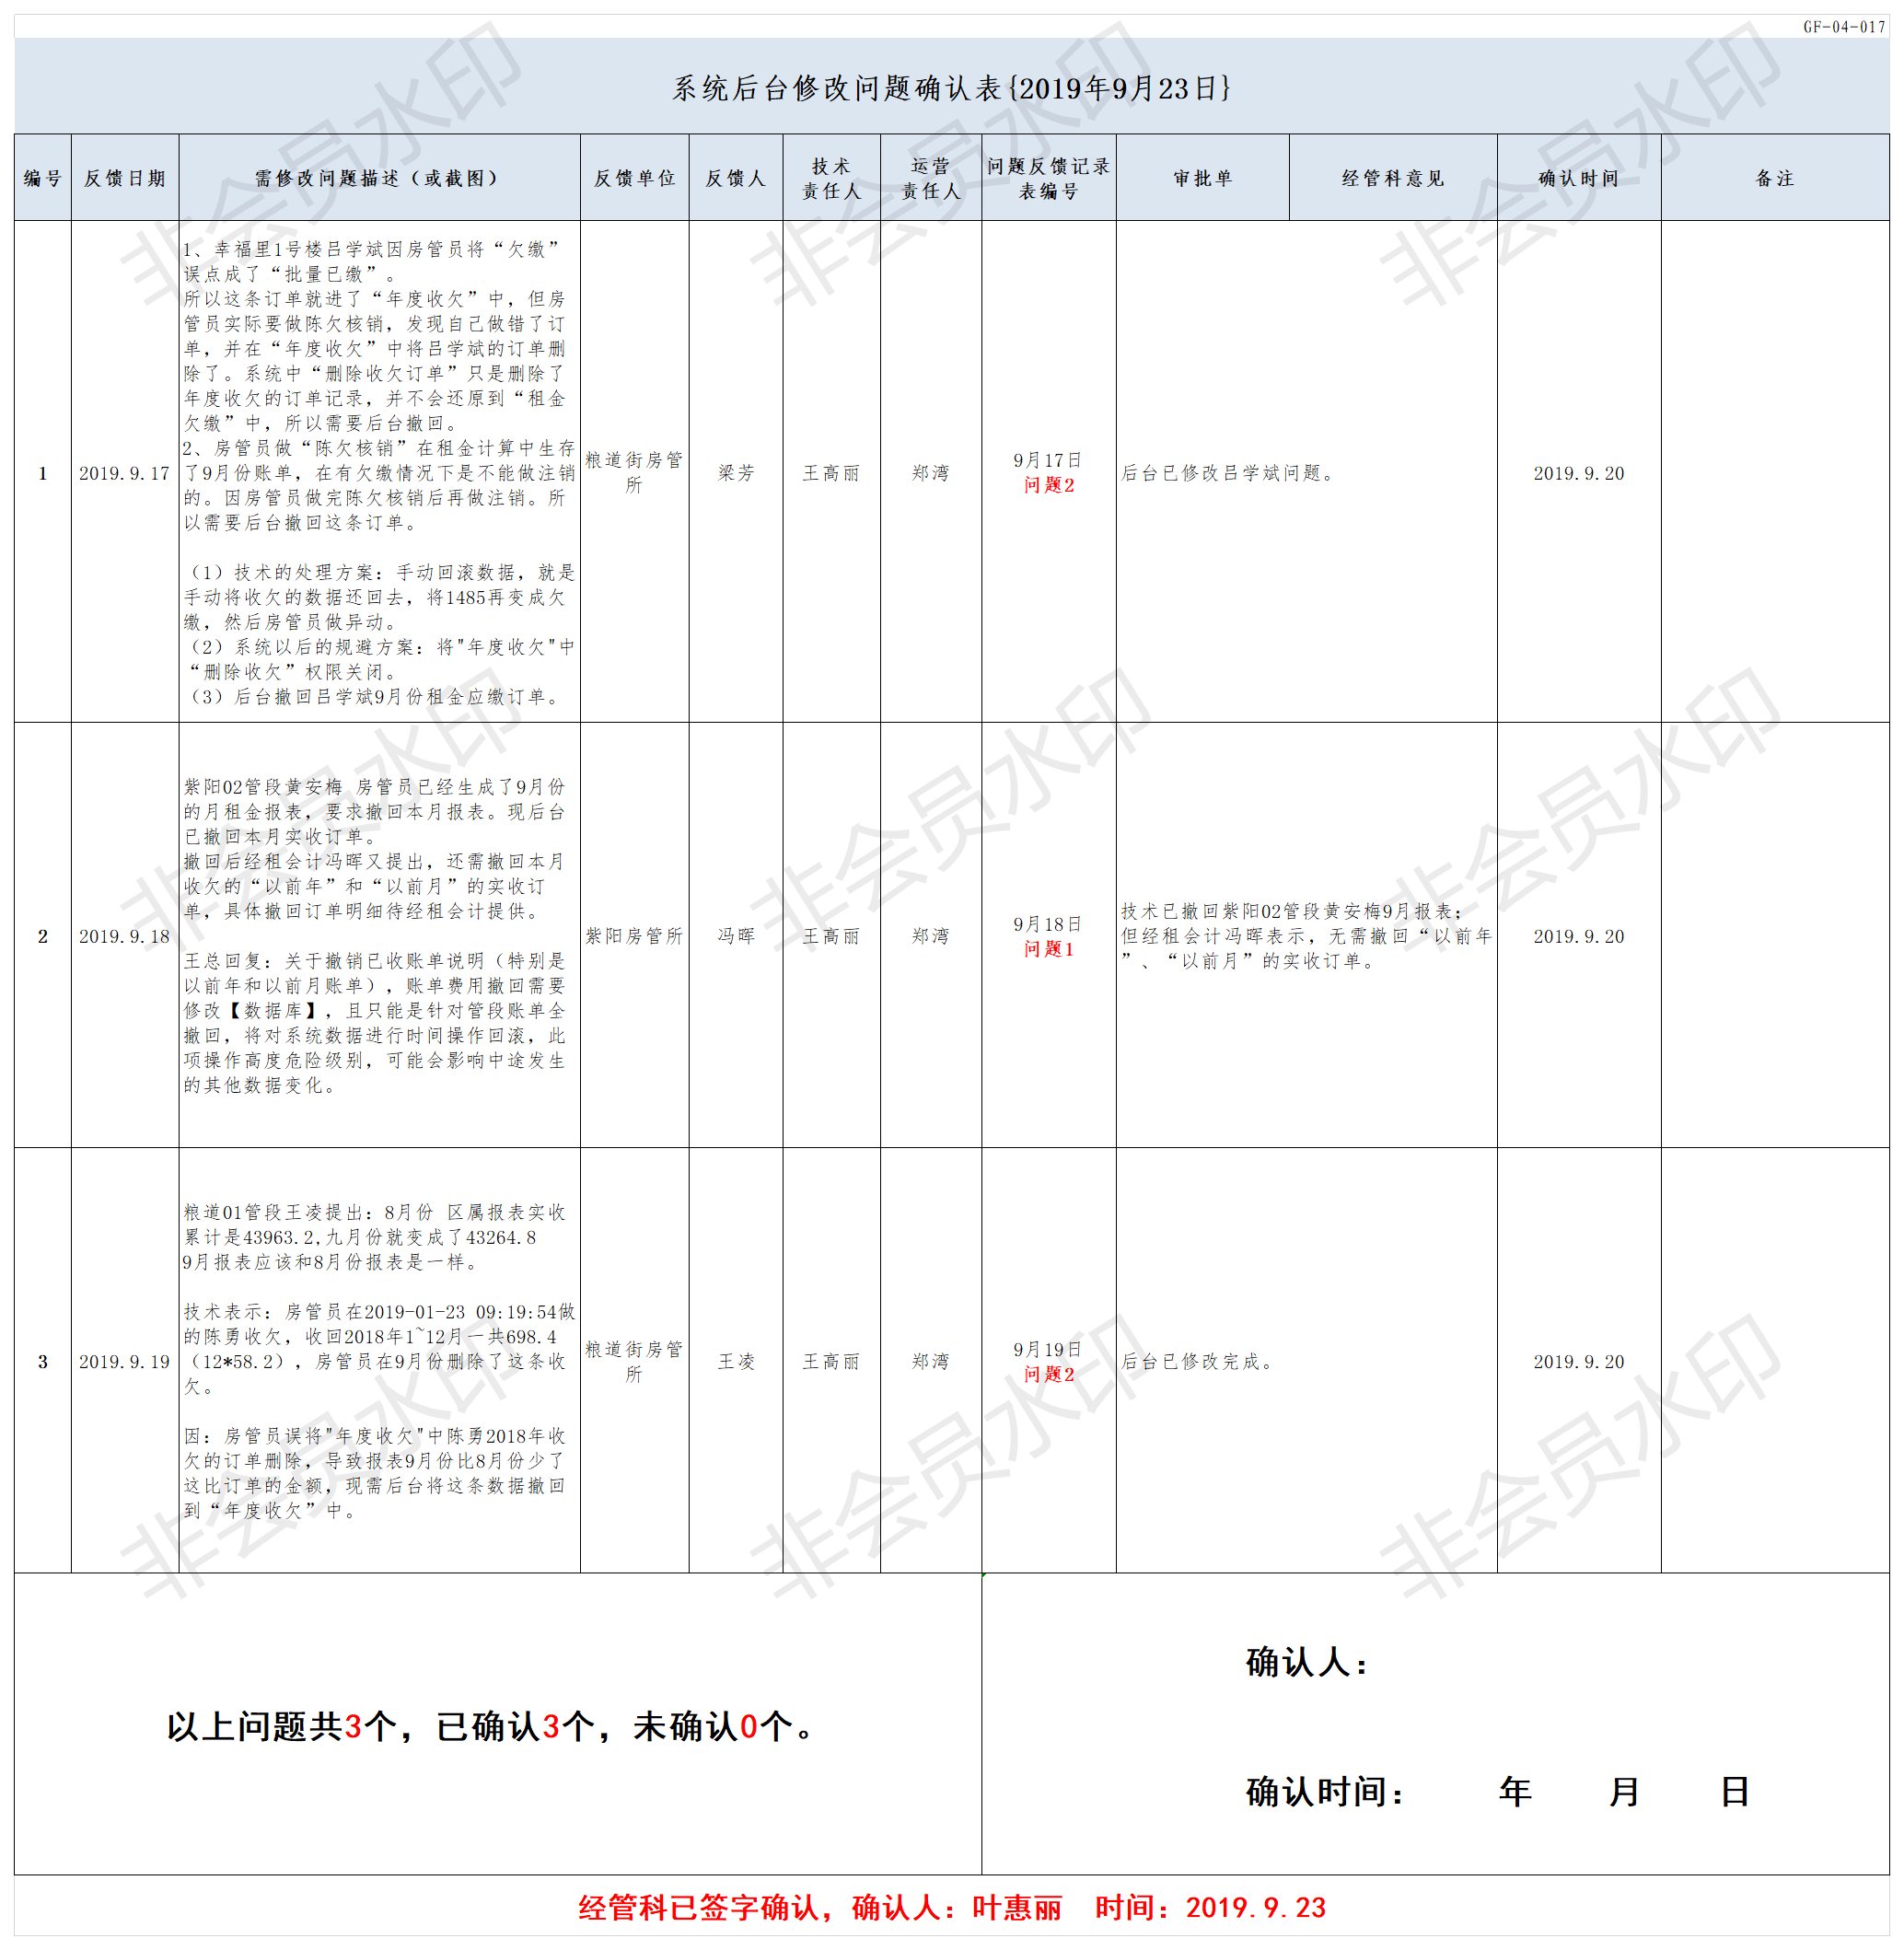 GF-04-017
系统后台修改问题确认表{2019年9月23日}
编号 反馈日期 需修改问题描述（或截图） 反馈单位 反馈人 技术责任人 运营责任人 问题反馈记录表编号 审批单 经管科意见 确认时间 备注
1
2019.9.17
1、幸福里1号楼吕学斌因房管员将“欠缴”
误点成了“批量已缴”。
所以这条订单就进了“年度收欠”中，但房
管员实际要做陈欠核销，发现自己做错了订
单，并在“年度收欠”中将吕学斌的订单删
除了。系统中“删除收欠订单”只是删除了
年度收欠的订单记录，并不会还原到“租金
欠缴”中，所以需要后台撤回。
2、房管员做“陈欠核销”在租金计算中生存
了9月份账单，在有欠缴情况下是不能做注销
的。因房管员做完陈欠核销后再做注销。所
以需要后台撤回这条订单。
（1）技术的处理方案：手动回滚数据，就是
手动将收欠的数据还回去，将1485再变成欠
缴，然后房管员做异动。
（2）系统以后的规避方案：将"年度收欠"中
“删除收欠”权限关闭。
（3）后台撤回吕学斌9月份租金应缴订单。
粮道街房管
所
梁芳
王高丽
郑湾
9月17日
问题2
后台已修改吕学斌问题。
2019.9.20
2
2019.9.18
紫阳02管段黄安梅 房管员已经生成了9月份
的月租金报表，要求撤回本月报表。现后台
已撤回本月实收订单。
撤回后经租会计冯晖又提出，还需撤回本月
收欠的“以前年”和“以前月”的实收订
单，具体撤回订单明细待经租会计提供。
王总回复：关于撤销已收账单说明（特别是
以前年和以前月账单），账单费用撤回需要
修改【数据库】，且只能是针对管段账单全
撤回，将对系统数据进行时间操作回滚，此
项操作高度危险级别，可能会影响中途发生
的其他数据变化。
紫阳房管所
冯晖
王高丽
郑湾
9月18日
问题1
技术已撤回紫阳02管段黄安梅9月报表；
但经租会计冯晖表示，无需撤回“以前年
”、“以前月”的实收订单。
2019.9.20
3
2019.9.19
粮道01管段王凌提出：8月份 区属报表实收
累计是43963.2,九月份就变成了43264.8
9月报表应该和8月份报表是一样。
技术表示：房管员在2019-01-23 09:19:54做
的陈勇收欠，收回2018年1~12月一共698.4
（12*58.2），房管员在9月份删除了这条收
欠。
因：房管员误将"年度收欠"中陈勇2018年收
欠的订单删除，导致报表9月份比8月份少了
这比订单的金额，现需后台将这条数据撤回
到“年度收欠”中。
粮道街房管
所
王凌
王高丽
郑湾
9月19日
问题2
后台已修改完成。
2019.9.20
以上问题共3个，已确认3个，未确认0个。
确认人：
确认时间： 年 月 日
经管科已签字确认，确认人：叶惠丽 时间：2019.9.23
非会员水印
非会员水印
非会员水印
非会员水印
非会员水印
非会员水印
非会员水印
非会员水印
非会员水印